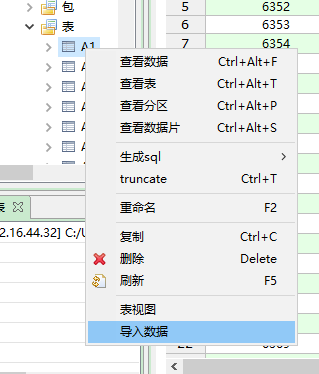 包
表
A1
A
A
A
A
A
A
A
5 6352
6 6353
7 6354
查看数据 Ctrl+Alt+F
查看表 Ctrl+Alt+T
查看分区 Ctrl+Alt+P
查看数据片 Ctrl+Alt+S
生成sql
truncate Ctrl+T
重命名 F2
复制 Ctrl+C
删除 Delete
刷新 F5
表视图
导入数据
表
2.16.44.32] C:/U